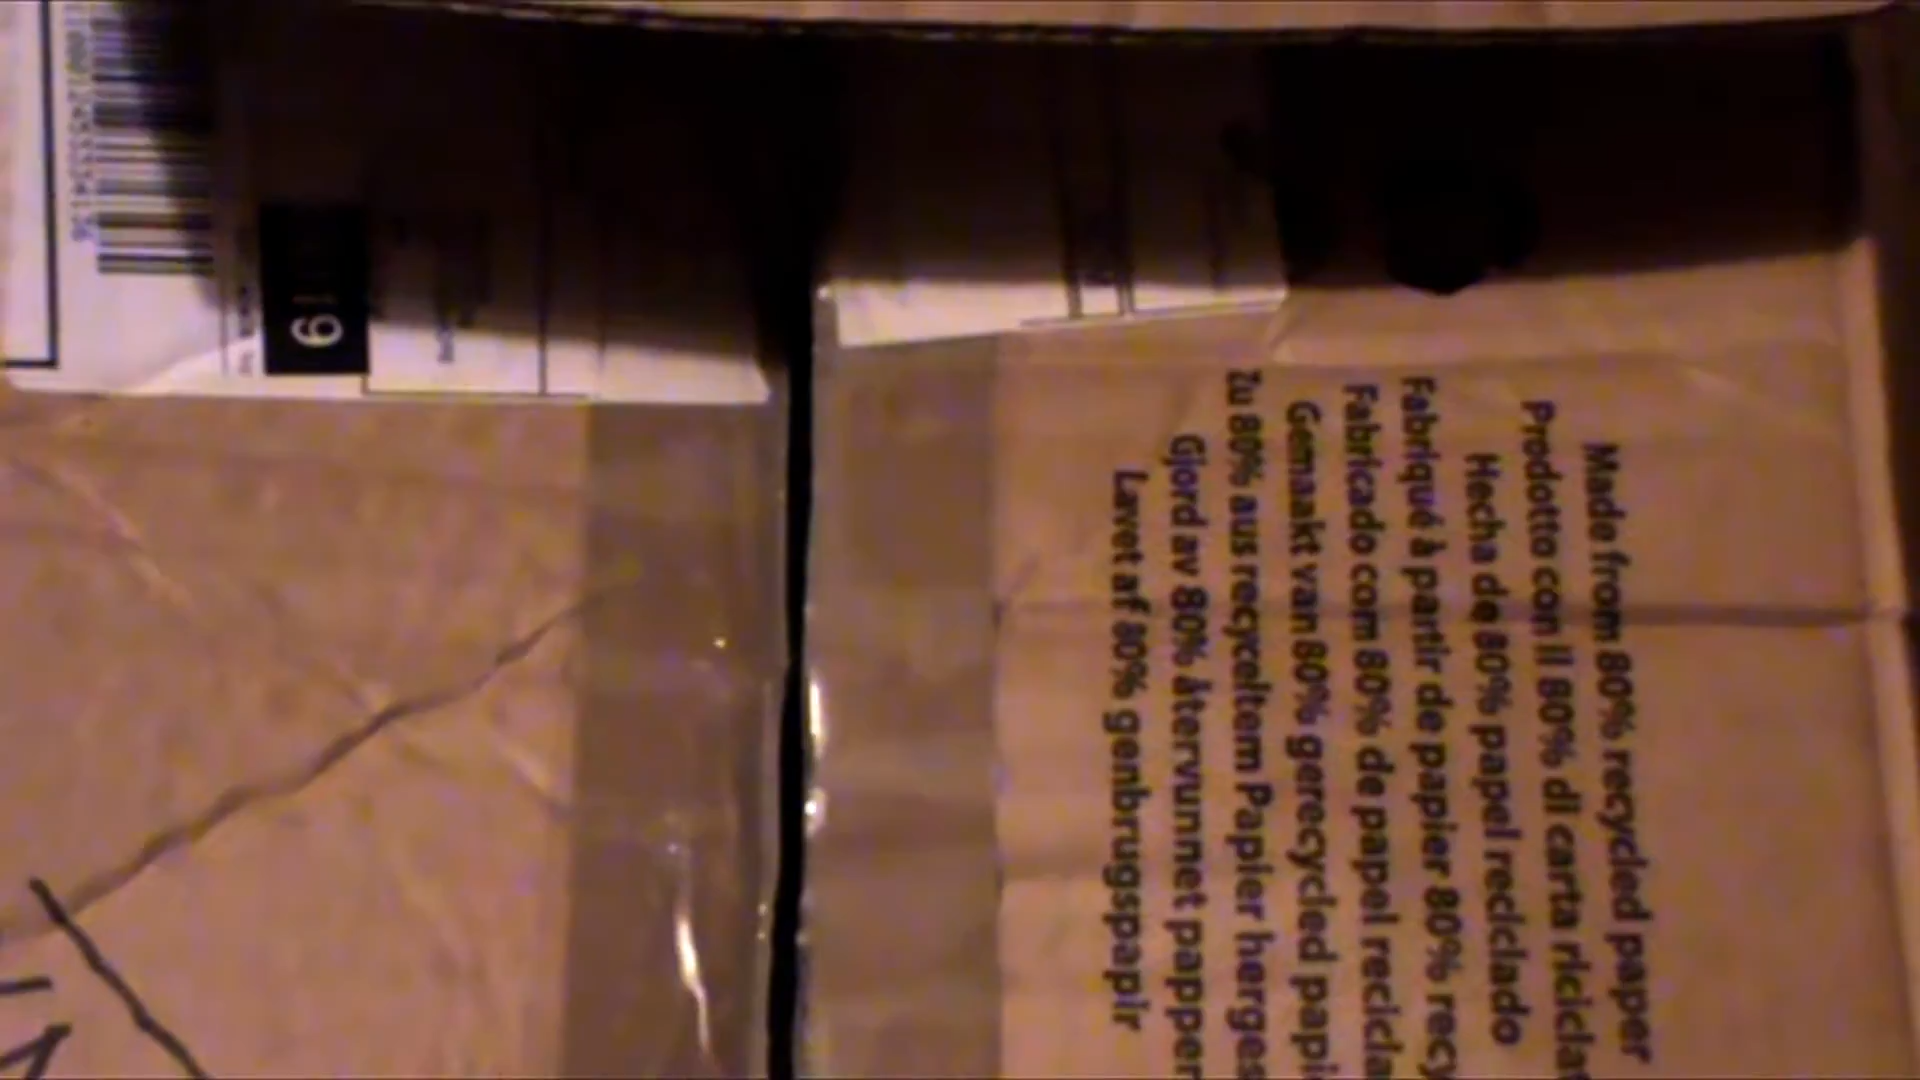 Made from 80% recycled paper
Prodotto con il 80% di carta riciclat
Hecha de 80% papel reciclado
Fabriqué à partir de papier 80% recy
Fabricado com 80% de papel recicla
Gemaakt van 80% gerecycled papi
Zu 80% aus recyceltem Papier herges
Gjord av 80% återvunnet papper
Lavet af 80% genbrugspapir
19